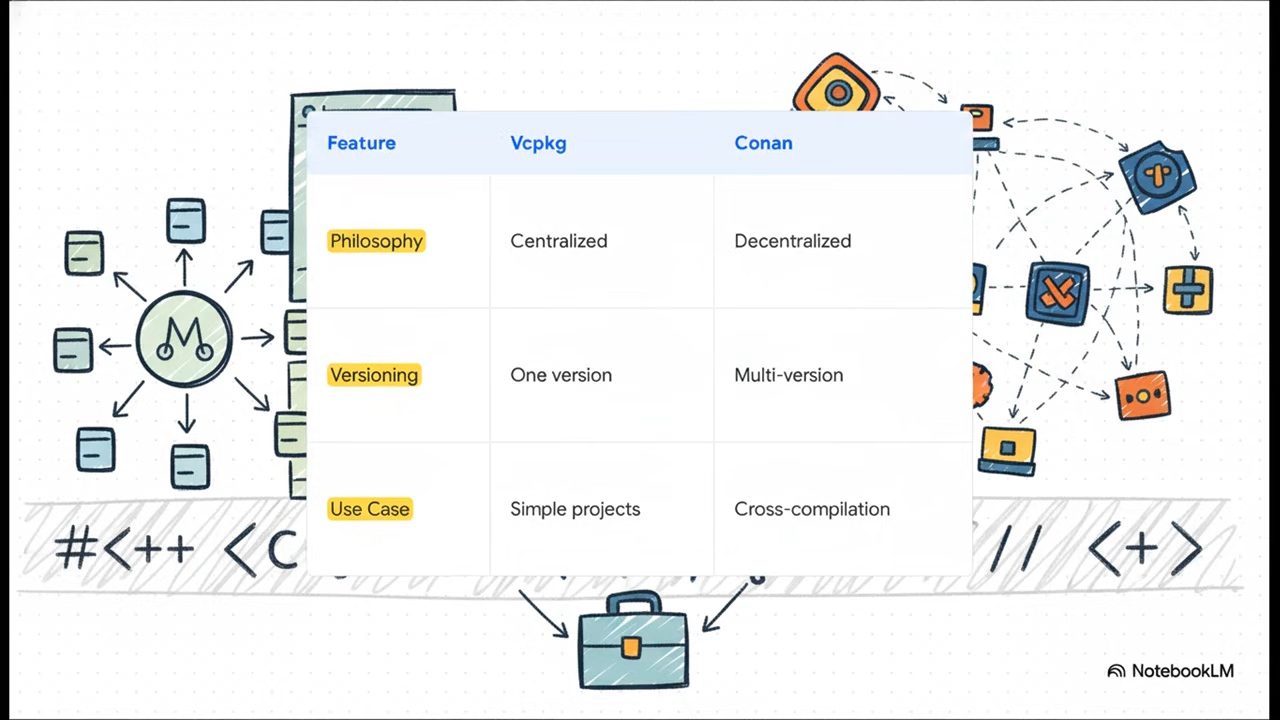 Feature Vcpkg Conan
Philosophy Centralized Decentralized
Versioning One version Multi-version
Use Case Simple projects Cross-compilation
#<++ <C // <+>
NotebookLM